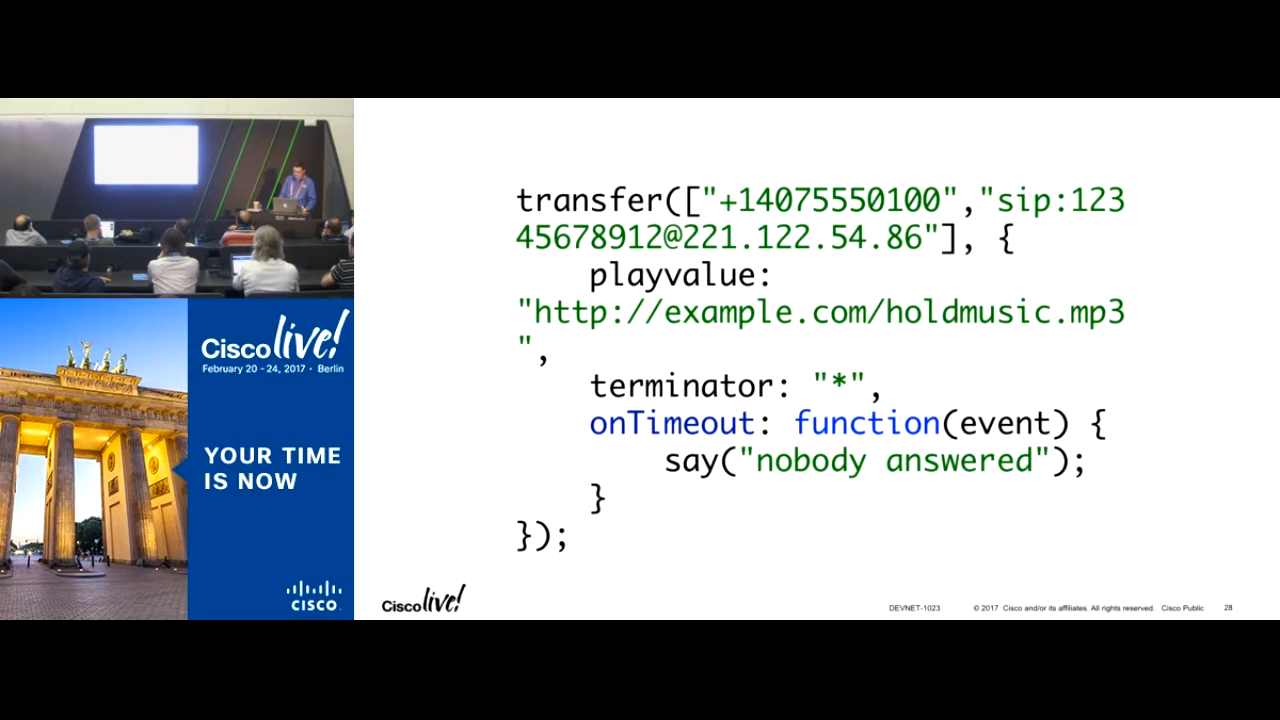 Cisco live!
February 20 - 24, 2017 · Berlin
YOUR TIME
IS NOW
CISCO.
transfer(["+14075550100","sip:123
45678912@221.122.54.86"], {
    playvalue:
"http://example.com/holdmusic.mp3
",
    terminator: "*",
    onTimeout: function(event) {
        say("nobody answered");
    }
});
Cisco live!
DEVNET-1023 © 2017 Cisco and/or its affiliates. All rights reserved. Cisco Public 28